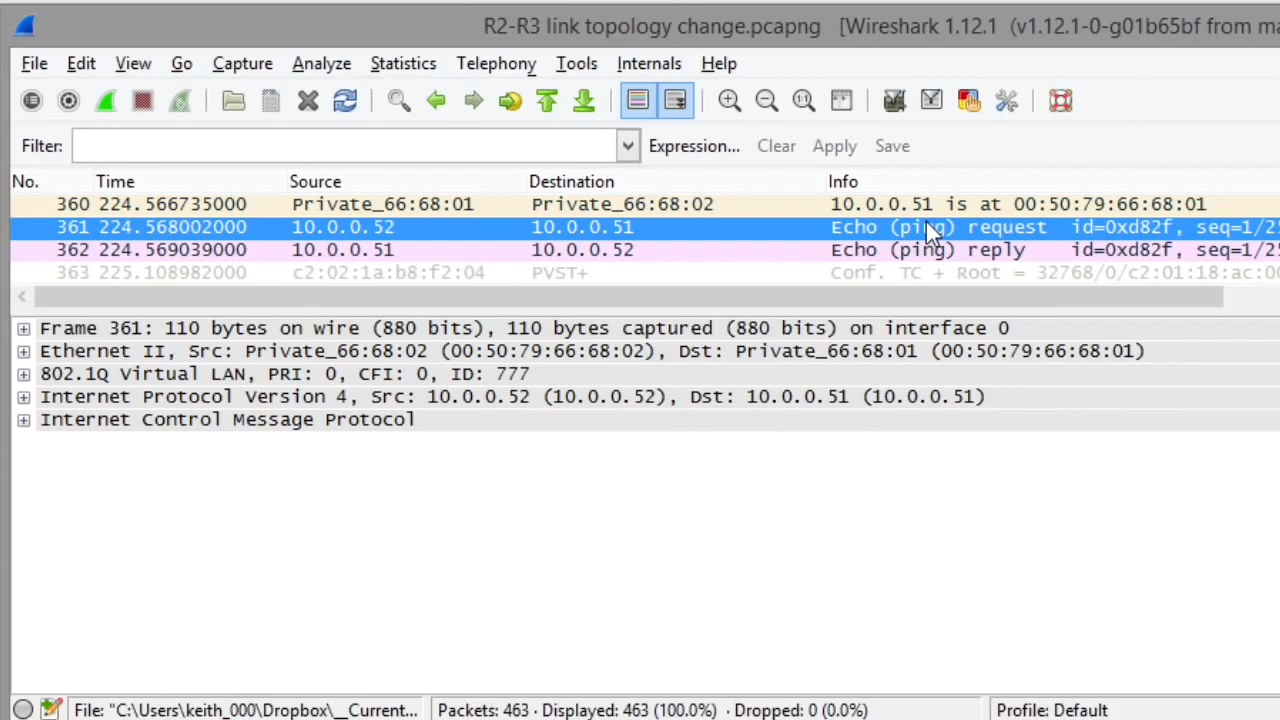 R2-R3 link topology change.pcapng [Wireshark 1.12.1 (v1.12.1-0-g01b65bf from ma
File Edit View Go Capture Analyze Statistics Telephony Tools Internals Help
Filter: Expression... Clear Apply Save
No. Time Source Destination Info
360 224.566735000 Private_66:68:01 Private_66:68:02 10.0.0.51 is at 00:50:79:66:68:01
361 224.568002000 10.0.0.52 10.0.0.51 Echo (ping) request id=0xd82f, seq=1/25
362 224.569039000 10.0.0.51 10.0.0.52 Echo (ping) reply id=0xd82f, seq=1/25
363 225.108982000 c2:02:1a:b8:f2:04 PVST+ Conf. TC + Root = 32768/0/c2:01:18:ac:00
Frame 361: 110 bytes on wire (880 bits), 110 bytes captured (880 bits) on interface 0
Ethernet II, Src: Private_66:68:02 (00:50:79:66:68:02), Dst: Private_66:68:01 (00:50:79:66:68:01)
802.1Q Virtual LAN, PRI: 0, CFI: 0, ID: 777
Internet Protocol Version 4, Src: 10.0.0.52 (10.0.0.52), Dst: 10.0.0.51 (10.0.0.51)
Internet Control Message Protocol
File: "C:\Users\keith_000\Dropbox\__Current... Packets: 463 · Displayed: 463 (100.0%) · Dropped: 0 (0.0%) Profile: Default